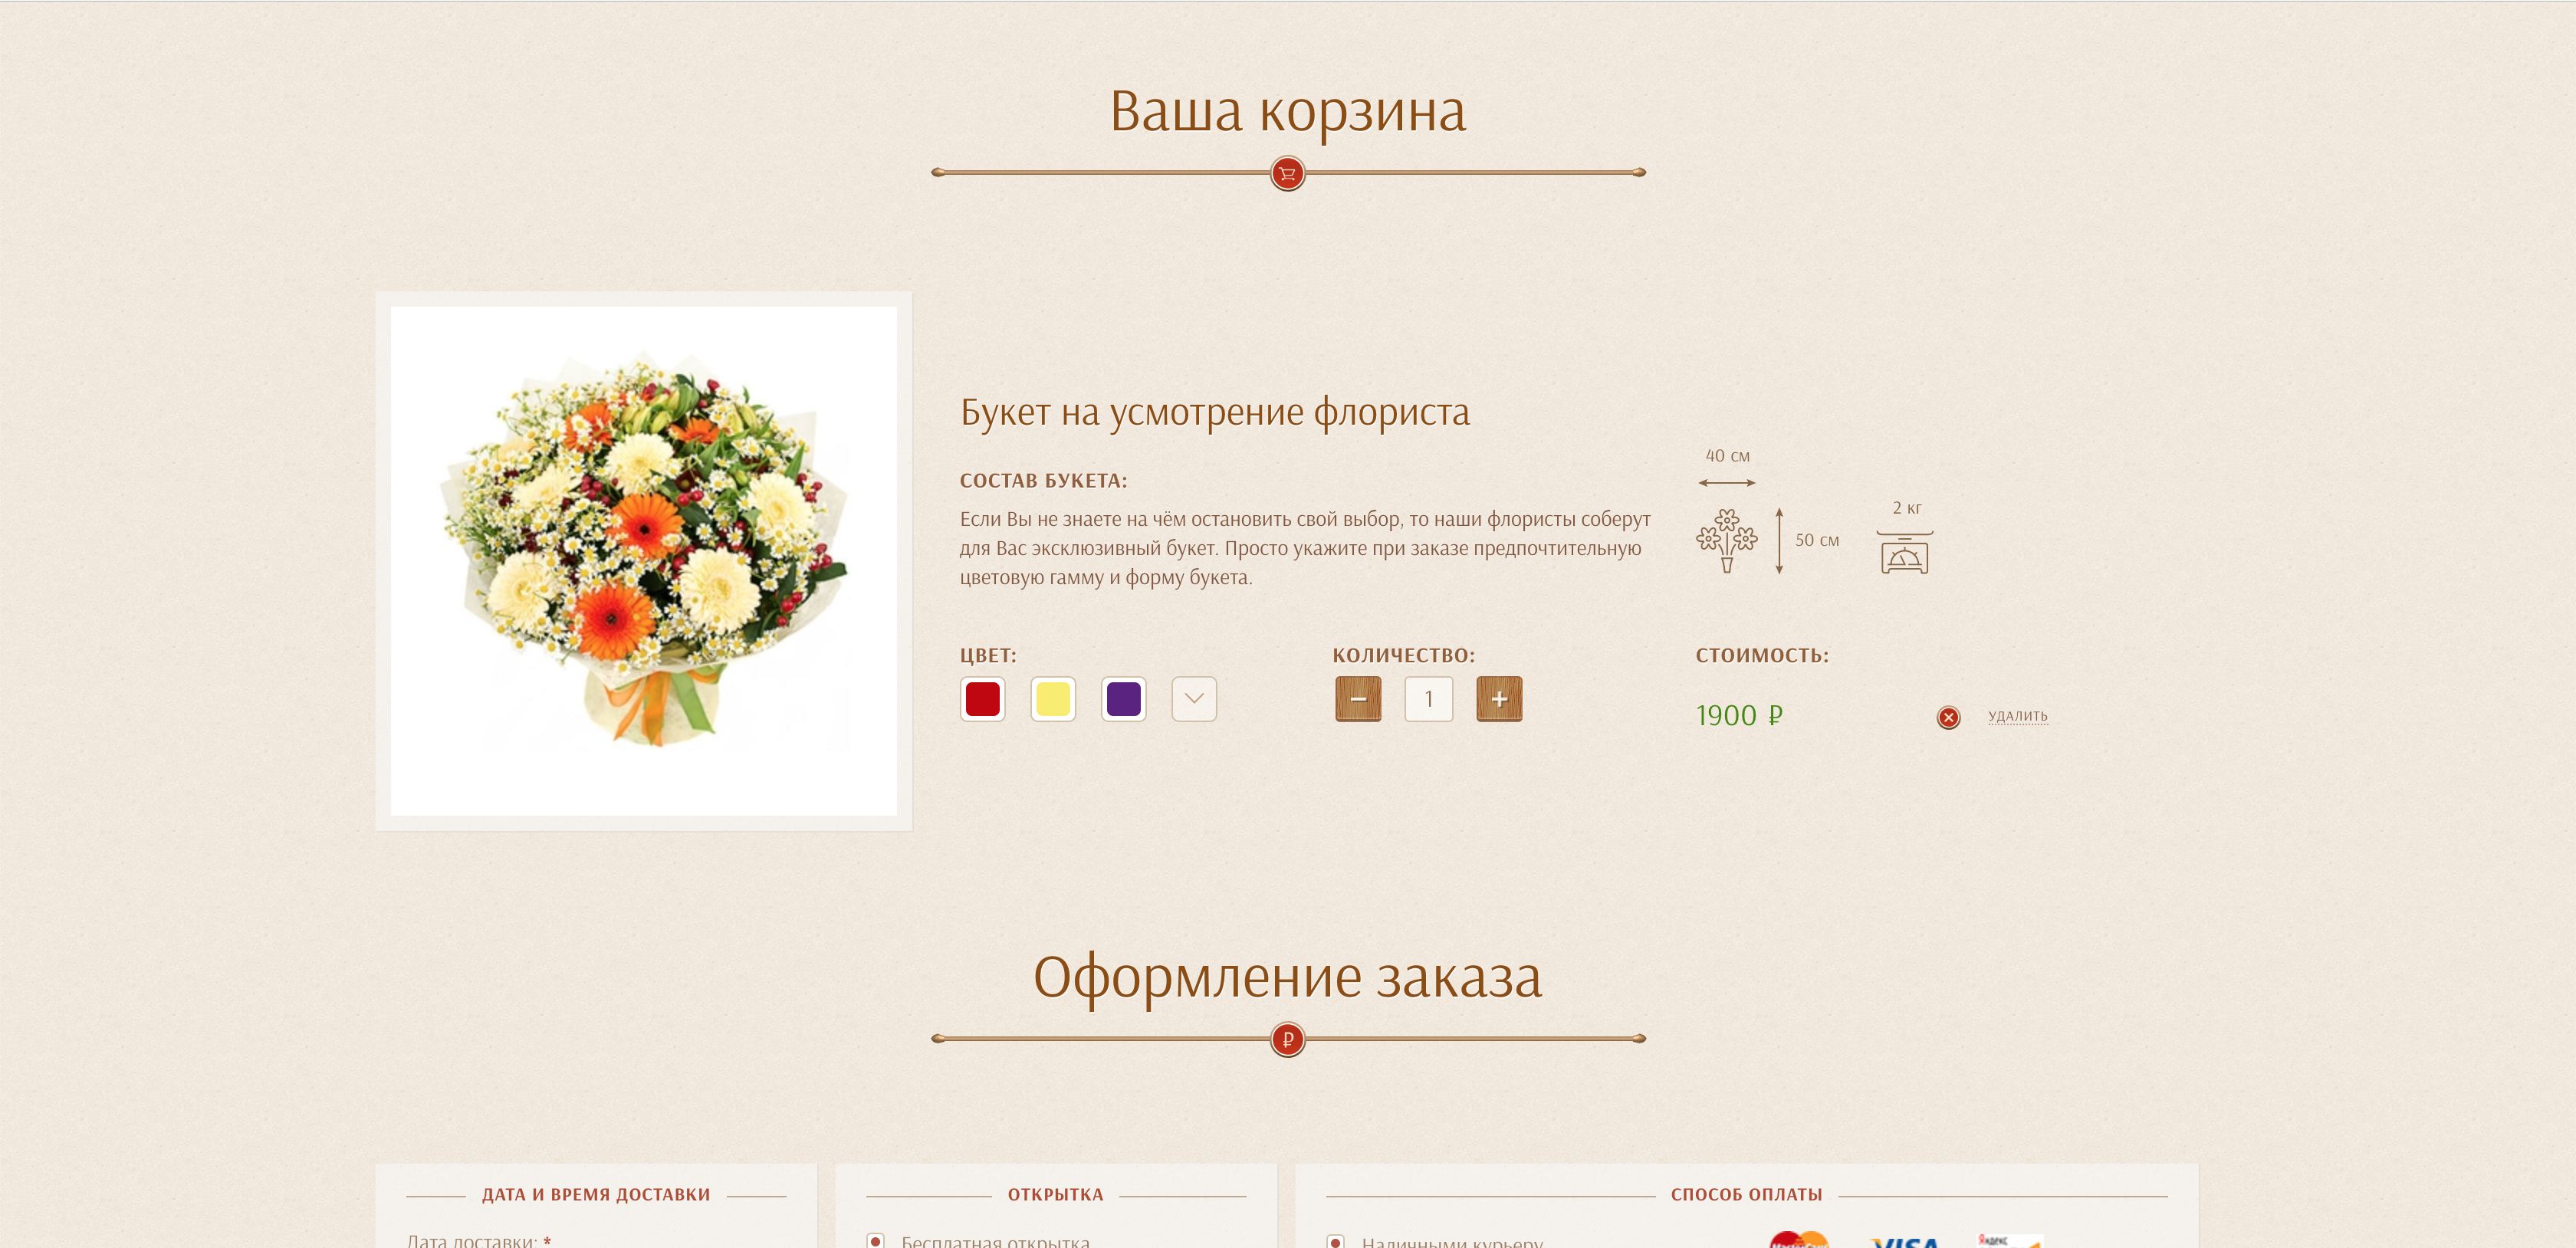 Ваша корзина
Букет на усмотрение флориста
СОСТАВ БУКЕТА:
Если Вы не знаете на чём остановить свой выбор, то наши флористы соберут
для Вас эксклюзивный букет. Просто укажите при заказе предпочтительную
цветовую гамму и форму букета.
40 см
50 см
2 кг
ЦВЕТ:
КОЛИЧЕСТВО:
1
СТОИМОСТЬ:
1900 ₽
УДАЛИТЬ
Оформление заказа
₽
ДАТА И ВРЕМЯ ДОСТАВКИ
Дата доставки: *
ОТКРЫТКА
Бесплатная открытка
СПОСОБ ОПЛАТЫ
Наличными курьеру
MasterCard
VISA
Яндекс